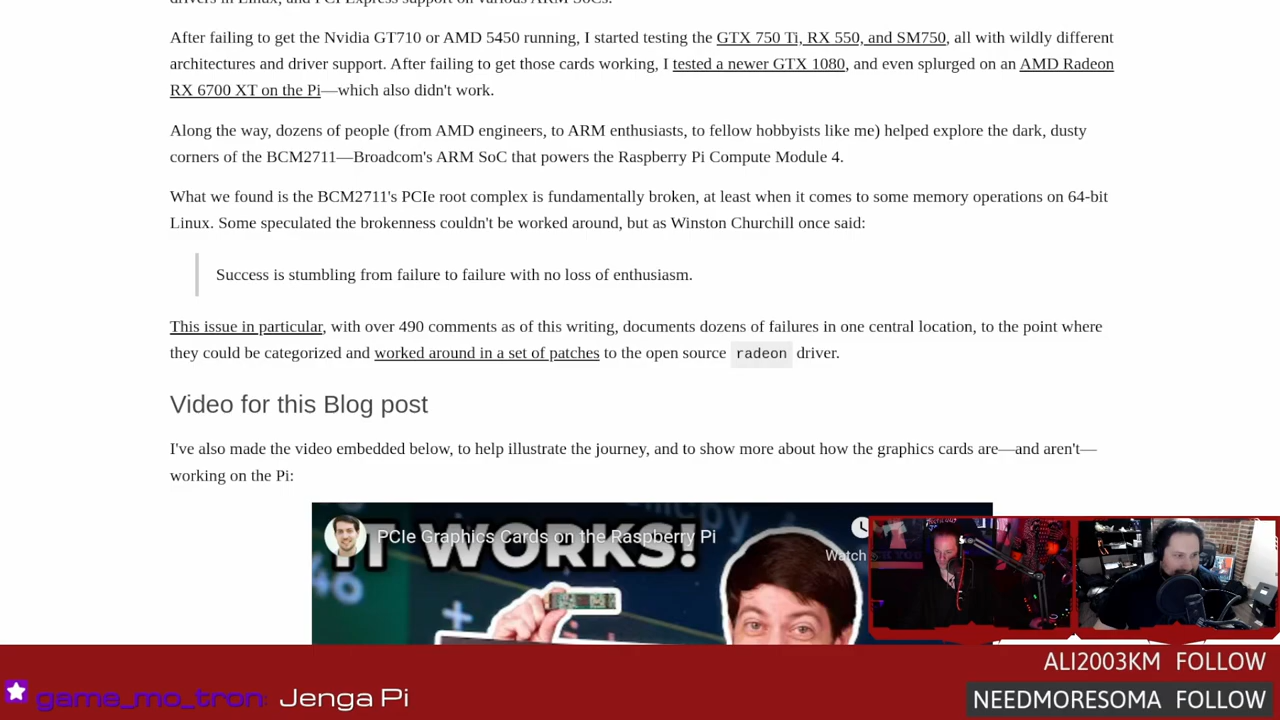 drivers in Linux, and PCI Express support on various ARM SoCs.
After failing to get the Nvidia GT710 or AMD 5450 running, I started testing the GTX 750 Ti, RX 550, and SM750, all with wildly different
architectures and driver support. After failing to get those cards working, I tested a newer GTX 1080, and even splurged on an AMD Radeon
RX 6700 XT on the Pi—which also didn't work.
Along the way, dozens of people (from AMD engineers, to ARM enthusiasts, to fellow hobbyists like me) helped explore the dark, dusty
corners of the BCM2711—Broadcom's ARM SoC that powers the Raspberry Pi Compute Module 4.
What we found is the BCM2711's PCIe root complex is fundamentally broken, at least when it comes to some memory operations on 64-bit
Linux. Some speculated the brokenness couldn't be worked around, but as Winston Churchill once said:
Success is stumbling from failure to failure with no loss of enthusiasm.
This issue in particular, with over 490 comments as of this writing, documents dozens of failures in one central location, to the point where
they could be categorized and worked around in a set of patches to the open source radeon driver.
Video for this Blog post
I've also made the video embedded below, to help illustrate the journey, and to show more about how the graphics cards are—and aren't—
working on the Pi:
IT WORKS!
PCIe Graphics Cards on the Raspberry Pi
Watch
ALI2003KM FOLLOW
game_mo_tron: Jenga Pi
NEEDMORESOMA FOLLOW